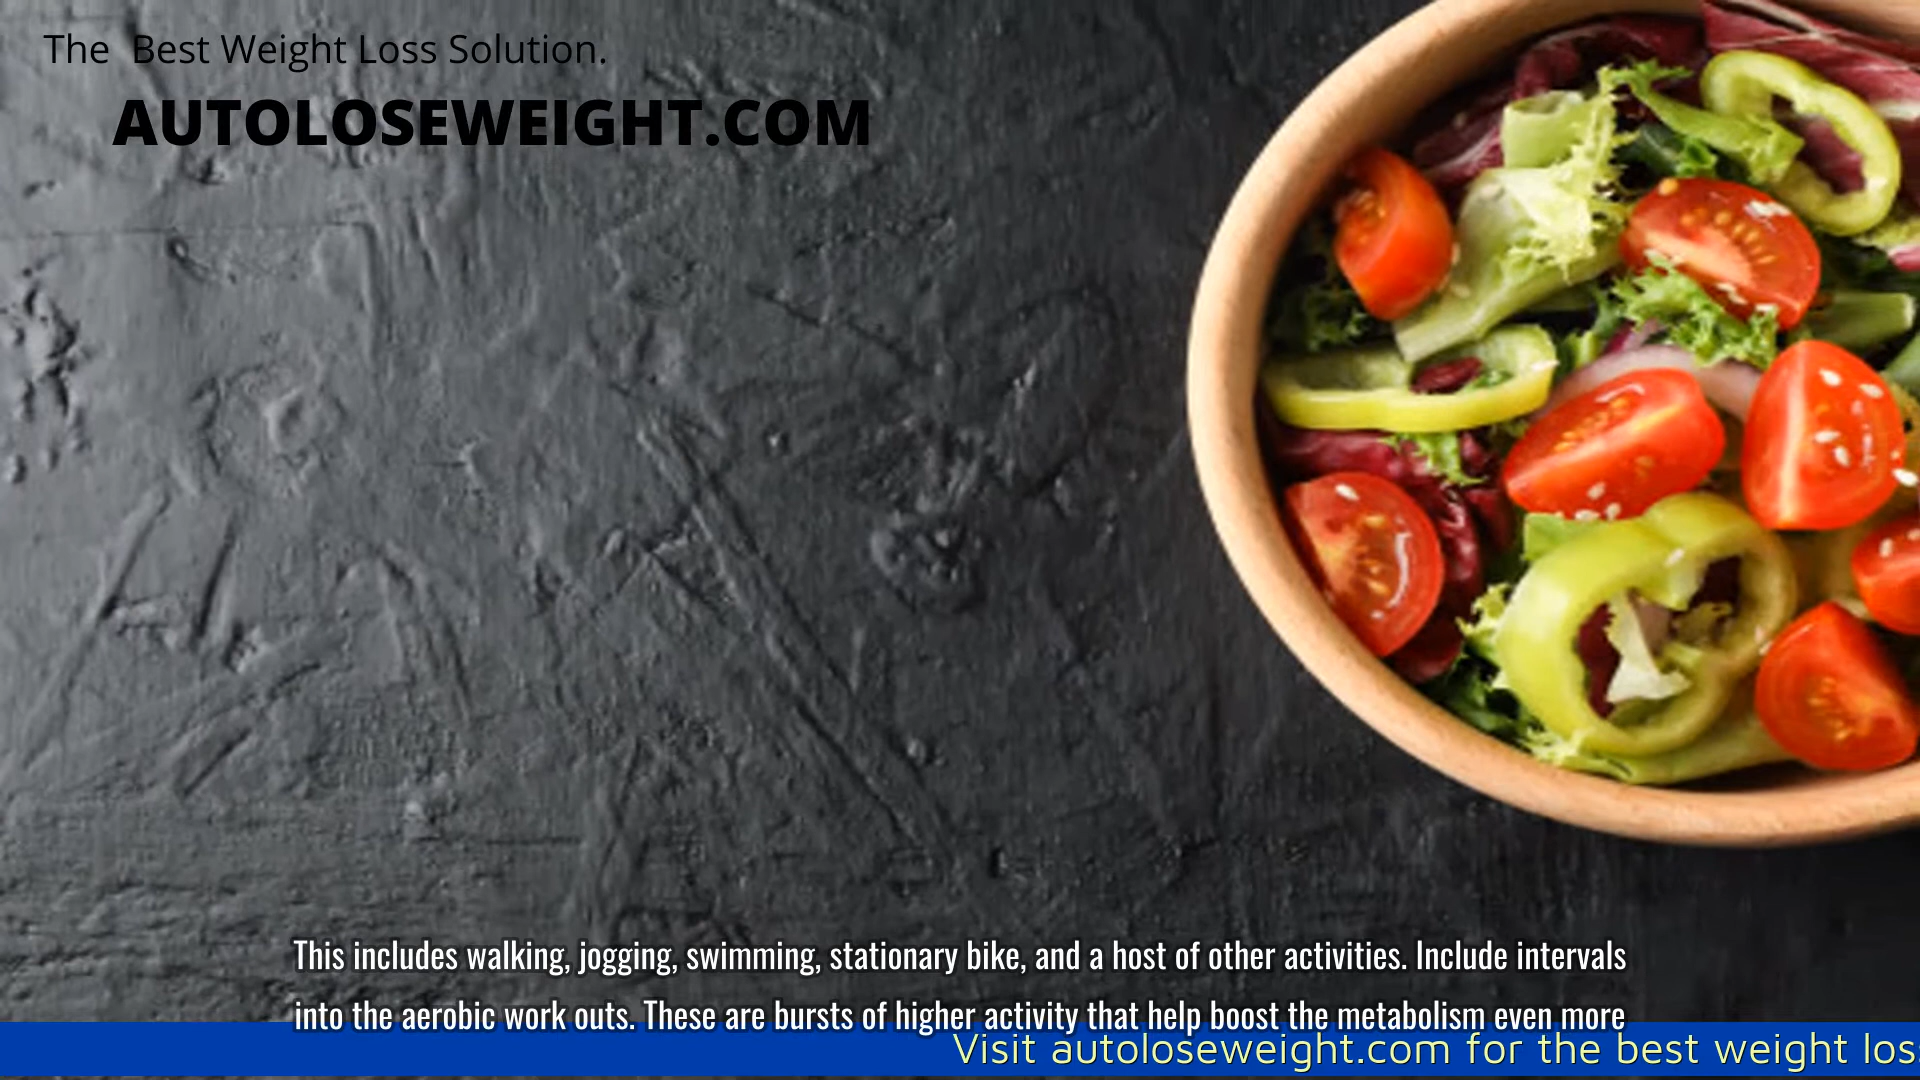 The  Best Weight Loss Solution.
AUTOLOSEWEIGHT.COM
This includes walking, jogging, swimming, stationary bike, and a host of other activities. Include intervals
into the aerobic work outs. These are bursts of higher activity that help boost the metabolism even more
Visit autoloseweight.com for the best weight los